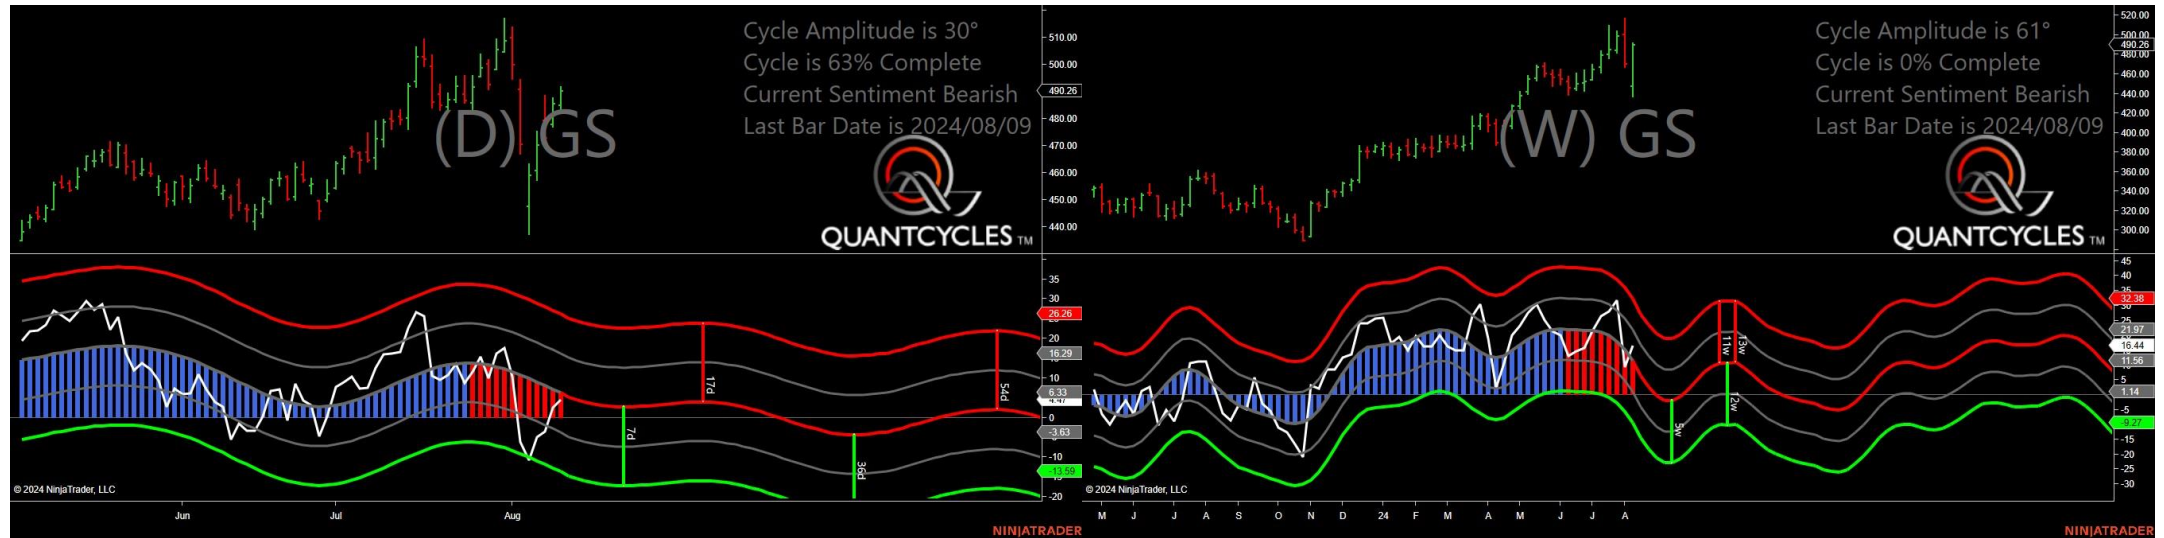 Cycle Amplitude is 30°
Cycle is 63% Complete
Current Sentiment Bearish
Last Bar Date is 2024/08/09
(D) GS
QUANTCYCLES TM
510.00
500.00
490.26
480.00
470.00
460.00
450.00
440.00
35
30
26.26
20
16.29
10
6.33
0
-3.63
-10
-13.59
-20
17d
54d
7d
36d
© 2024 NinjaTrader, LLC
Jun Jul Aug
NINJATRADER
Cycle Amplitude is 61°
Cycle is 0% Complete
Current Sentiment Bearish
Last Bar Date is 2024/08/09
(W) GS
QUANTCYCLES TM
520.00
500.00
490.26
480.00
460.00
440.00
420.00
400.00
380.00
360.00
340.00
320.00
300.00
45
40
35
32.38
25
21.97
16.44
11.56
5
1.14
-5
-9.27
-15
-20
-25
-30
11w
13w
12w
5w
© 2024 NinjaTrader, LLC
M J J A S O N D 24 F M A M J J A
NINJATRADER